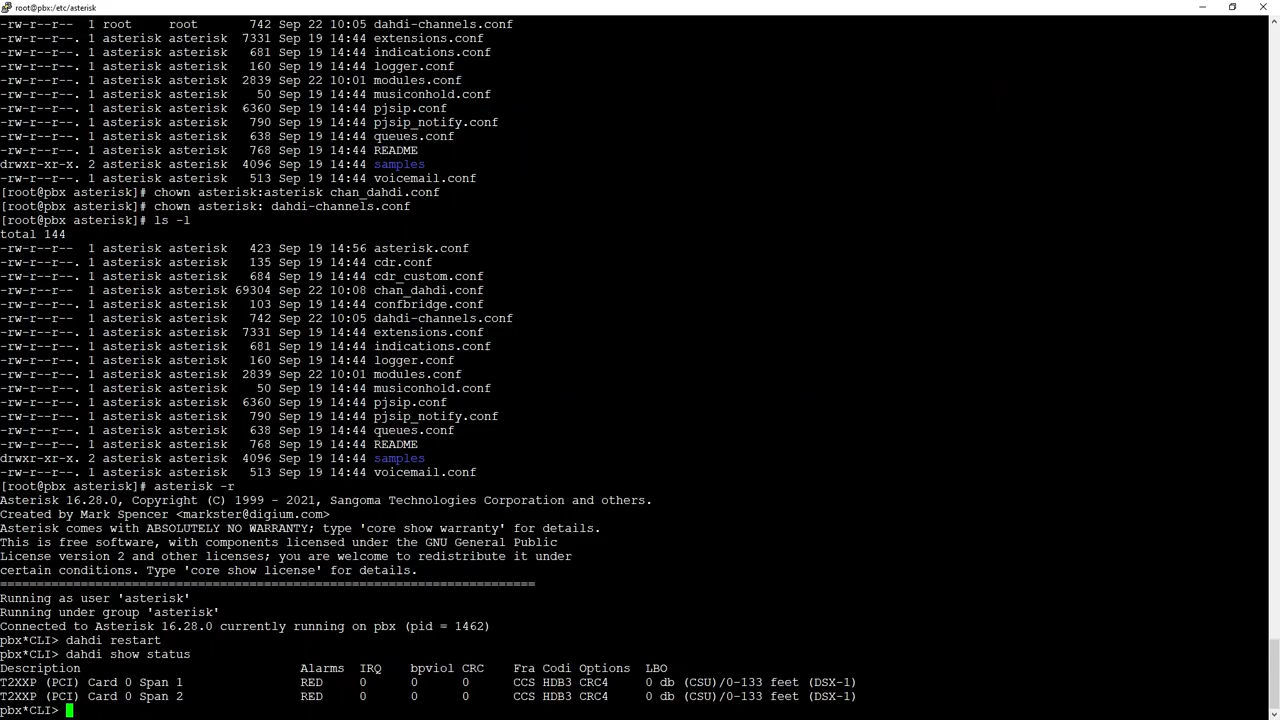 root@pbx:/etc/asterisk
-rw-r--r-- 1 root     root       742 Sep 22 10:05 dahdi-channels.conf
-rw-r--r--. 1 asterisk asterisk  7331 Sep 19 14:44 extensions.conf
-rw-r--r--. 1 asterisk asterisk   681 Sep 19 14:44 indications.conf
-rw-r--r--. 1 asterisk asterisk   160 Sep 19 14:44 logger.conf
-rw-r--r--. 1 asterisk asterisk  2839 Sep 22 10:01 modules.conf
-rw-r--r--. 1 asterisk asterisk    50 Sep 19 14:44 musiconhold.conf
-rw-r--r--. 1 asterisk asterisk  6360 Sep 19 14:44 pjsip.conf
-rw-r--r--. 1 asterisk asterisk   790 Sep 19 14:44 pjsip_notify.conf
-rw-r--r--. 1 asterisk asterisk   638 Sep 19 14:44 queues.conf
-rw-r--r--. 1 asterisk asterisk   768 Sep 19 14:44 README
drwxr-xr-x. 2 asterisk asterisk  4096 Sep 19 14:44 samples
-rw-r--r--. 1 asterisk asterisk   513 Sep 19 14:44 voicemail.conf
[root@pbx asterisk]# chown asterisk:asterisk chan_dahdi.conf
[root@pbx asterisk]# chown asterisk: dahdi-channels.conf
[root@pbx asterisk]# ls -l
total 144
-rw-r--r--  1 asterisk asterisk   423 Sep 19 14:56 asterisk.conf
-rw-r--r--. 1 asterisk asterisk   135 Sep 19 14:44 cdr.conf
-rw-r--r--. 1 asterisk asterisk   684 Sep 19 14:44 cdr_custom.conf
-rw-r--r--  1 asterisk asterisk 69304 Sep 22 10:08 chan_dahdi.conf
-rw-r--r--. 1 asterisk asterisk   103 Sep 19 14:44 confbridge.conf
-rw-r--r--  1 asterisk asterisk   742 Sep 22 10:05 dahdi-channels.conf
-rw-r--r--. 1 asterisk asterisk  7331 Sep 19 14:44 extensions.conf
-rw-r--r--. 1 asterisk asterisk   681 Sep 19 14:44 indications.conf
-rw-r--r--. 1 asterisk asterisk   160 Sep 19 14:44 logger.conf
-rw-r--r--. 1 asterisk asterisk  2839 Sep 22 10:01 modules.conf
-rw-r--r--. 1 asterisk asterisk    50 Sep 19 14:44 musiconhold.conf
-rw-r--r--. 1 asterisk asterisk  6360 Sep 19 14:44 pjsip.conf
-rw-r--r--. 1 asterisk asterisk   790 Sep 19 14:44 pjsip_notify.conf
-rw-r--r--. 1 asterisk asterisk   638 Sep 19 14:44 queues.conf
-rw-r--r--. 1 asterisk asterisk   768 Sep 19 14:44 README
drwxr-xr-x. 2 asterisk asterisk  4096 Sep 19 14:44 samples
-rw-r--r--. 1 asterisk asterisk   513 Sep 19 14:44 voicemail.conf
[root@pbx asterisk]# asterisk -r
Asterisk 16.28.0, Copyright (C) 1999 - 2021, Sangoma Technologies Corporation and others.
Created by Mark Spencer <markster@digium.com>
Asterisk comes with ABSOLUTELY NO WARRANTY; type 'core show warranty' for details.
This is free software, with components licensed under the GNU General Public
License version 2 and other licenses; you are welcome to redistribute it under
certain conditions. Type 'core show license' for details.
=========================================================================
Running as user 'asterisk'
Running under group 'asterisk'
Connected to Asterisk 16.28.0 currently running on pbx (pid = 1462)
pbx*CLI> dahdi restart
pbx*CLI> dahdi show status
Description                              Alarms  IRQ    bpviol CRC    Fra Codi Options  LBO
T2XXP (PCI) Card 0 Span 1                RED     0      0      0      CCS HDB3 CRC4     0 db (CSU)/0-133 feet (DSX-1)
T2XXP (PCI) Card 0 Span 2                RED     0      0      0      CCS HDB3 CRC4     0 db (CSU)/0-133 feet (DSX-1)
pbx*CLI>